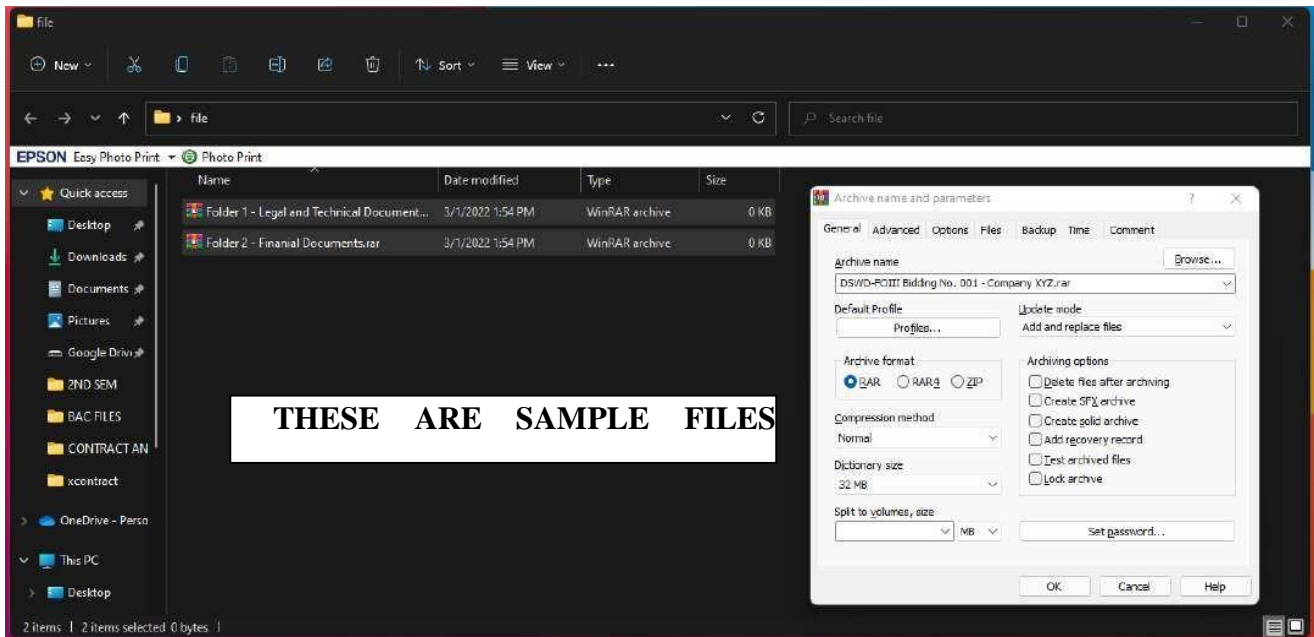 file
New Sort View ...
file Search file
EPSON Easy Photo Print Photo Print
Name Date modified Type Size
Quick access
Desktop
Downloads
Documents
Pictures
Google Driv
2ND SEM
BAC FILES
CONTRACT AN
xcontract
OneDrive - Perso
This PC
Desktop
Folder 1 - Legal and Technical Document... 3/1/2022 1:54 PM WinRAR archive 0 KB
Folder 2 - Finanial Documents.rar 3/1/2022 1:54 PM WinRAR archive 0 KB
THESE ARE SAMPLE FILES
Archive name and parameters ?
General Advanced Options Files Backup Time Comment
Archive name Browse...
DSWD-FOIII Bidding No. 001 - Company XYZ.rar
Default Profile Update mode
Profiles... Add and replace files
Archive format Archiving options
RAR RAR4 ZIP Delete files after archiving
Create SFX archive
Compression method Create solid archive
Normal Add recovery record
Dictionary size Test archived files
32 MB Lock archive
Split to volumes, size
MB Set password...
OK Cancel Help
2 items | 2 items selected 0 bytes |